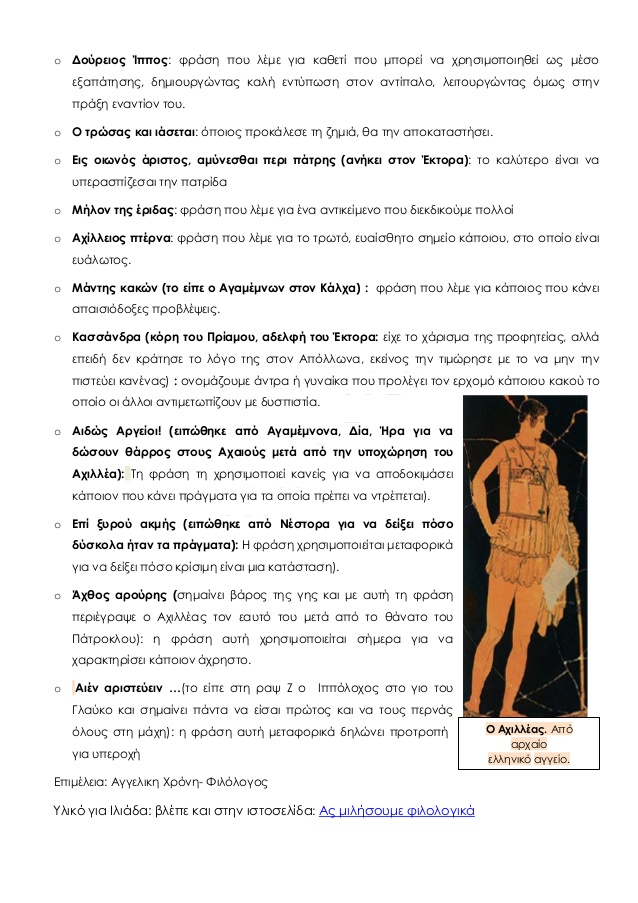 o Δούρειος Ίππος: φράση που λέμε για καθετί που μπορεί να χρησιμοποιηθεί ως μέσο
εξαπάτησης, δημιουργώντας καλή εντύπωση στον αντίπαλο, λειτουργώντας όμως στην
πράξη εναντίον του.
o Ο τρώσας και ιάσεται: όποιος προκάλεσε τη ζημιά, θα την αποκαταστήσει.
o Εις οιωνός άριστος, αμύνεσθαι περι πάτρης (ανήκει στον Έκτορα): το καλύτερο είναι να
υπερασπίζεσαι την πατρίδα
o Μήλον της έριδας: φράση που λέμε για ένα αντικείμενο που διεκδικούμε πολλοί
o Αχίλλειος πτέρνα: φράση που λέμε για το τρωτό, ευαίσθητο σημείο κάποιου, στο οποίο είναι
ευάλωτος.
o Μάντης κακών (το είπε ο Αγαμέμνων στον Κάλχα) : φράση που λέμε για κάποιος που κάνει
απαισιόδοξες προβλέψεις.
o Κασσάνδρα (κόρη του Πρίαμου, αδελφή του Έκτορα: είχε το χάρισμα της προφητείας, αλλά
επειδή δεν κράτησε το λόγο της στον Απόλλωνα, εκείνος την τιμώρησε με το να μην την
πιστεύει κανένας) : ονομάζουμε άντρα ή γυναίκα που προλέγει τον ερχομό κάποιου κακού το
οποίο οι άλλοι αντιμετωπίζουν με δυσπιστία.
o Αιδώς Αργείοι! (ειπώθηκε από Αγαμέμνονα, Δία, Ήρα για να
δώσουν θάρρος στους Αχαιούς μετά από την υποχώρηση του
Αχιλλέα): Τη φράση τη χρησιμοποιεί κανείς για να αποδοκιμάσει
κάποιον που κάνει πράγματα για τα οποία πρέπει να ντρέπεται).
o Επί ξυρού ακμής (ειπώθηκε από Νέστορα για να δείξει πόσο
δύσκολα ήταν τα πράγματα): Η φράση χρησιμοποιείται μεταφορικά
για να δείξει πόσο κρίσιμη είναι μια κατάσταση).
o Άχθος αρούρης (σημαίνει βάρος της γης και με αυτή τη φράση
περιέγραψε ο Αχιλλέας τον εαυτό του μετά από το θάνατο του
Πάτροκλου): η φράση αυτή χρησιμοποιείται σήμερα για να
χαρακτηρίσει κάποιον άχρηστο.
o Αιέν αριστεύειν …(το είπε στη ραψ Ζ ο Ιππόλοχος στο γιο του
Γλαύκο και σημαίνει πάντα να είσαι πρώτος και να τους περνάς
όλους στη μάχη): η φράση αυτή μεταφορικά δηλώνει προτροπή
για υπεροχή
Ο Αχιλλέας. Από
αρχαίο
ελληνικό αγγείο.
Επιμέλεια: Αγγελικη Χρόνη- Φιλόλογος
Υλικό για Ιλιάδα: βλέπε και στην ιστοσελίδα: Ας μιλήσουμε φιλολογικά